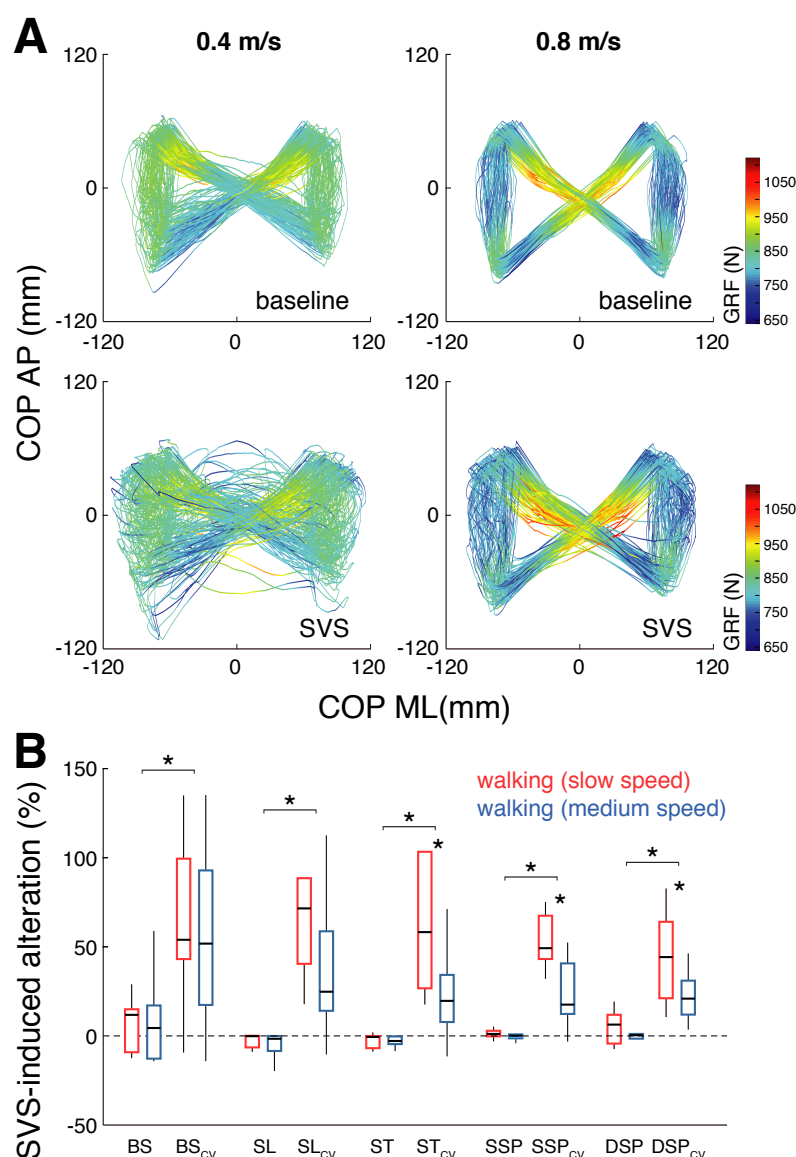 A
0.4 m/s
0.8 m/s
120
120
0
0
baseline
baseline
-120
-120
-120
0
120
-120
0
120
1050
950
850
750
650
GRF (N)
COP AP (mm)
120
120
0
0
SVS
SVS
-120
-120
-120
0
120
-120
0
120
1050
950
850
750
650
GRF (N)
COP ML(mm)
B
SVS-induced alteration (%)
150
100
50
0
-50
walking (slow speed)
walking (medium speed)
*
*
*
*
*
*
*
*
BS
BScv
SL
SLcv
ST
STcv
SSP
SSPcv
DSP
DSPcv